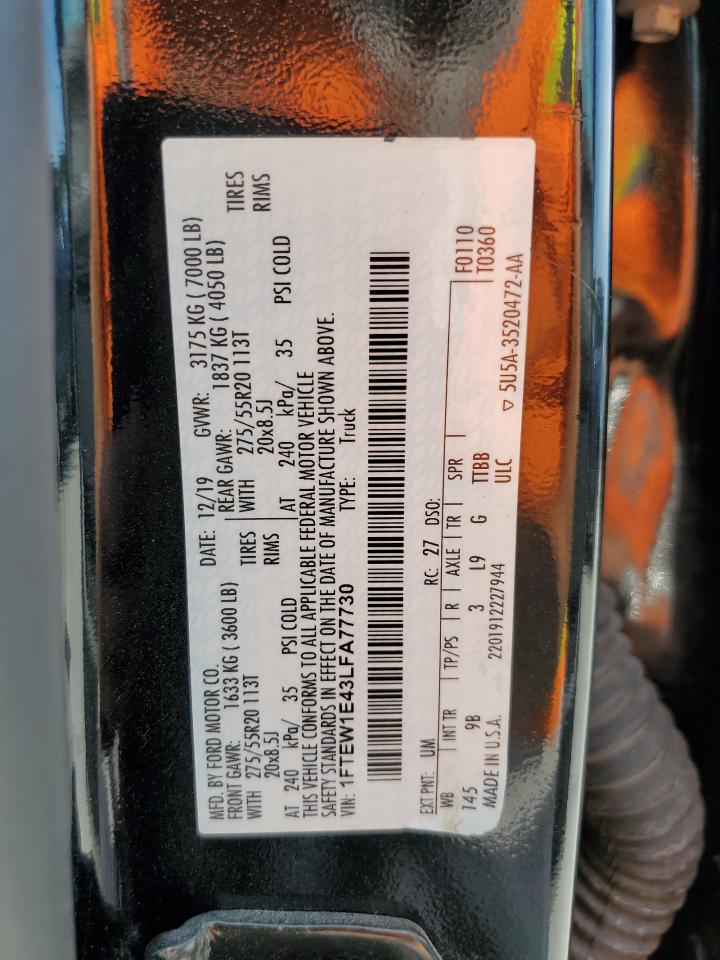 MFD. BY FORD MOTOR CO. DATE: 12/19 GVWR: 3175 KG ( 7000 LB)
FRONT GAWR: 1633 KG ( 3600 LB) REAR GAWR: 1837 KG ( 4050 LB)
WITH 275/55R20 113T TIRES WITH 275/55R20 113T TIRES
20x8.5J RIMS 20x8.5J RIMS
AT 240 kPa/ 35 PSI COLD AT 240 kPa/ 35 PSI COLD
THIS VEHICLE CONFORMS TO ALL APPLICABLE FEDERAL MOTOR VEHICLE
SAFETY STANDARDS IN EFFECT ON THE DATE OF MANUFACTURE SHOWN ABOVE.
VIN: 1FTEW1E43LFA77730 TYPE: Truck
EXT PNT: UM RC: 27 DSO: F0110
WB INT TR TP/PS R AXLE TR SPR T0360
145 9B 3 L9 G TTBB
MADE IN U.S.A. 2201912227944 ULC
▽ 5U5A-3520472-AA